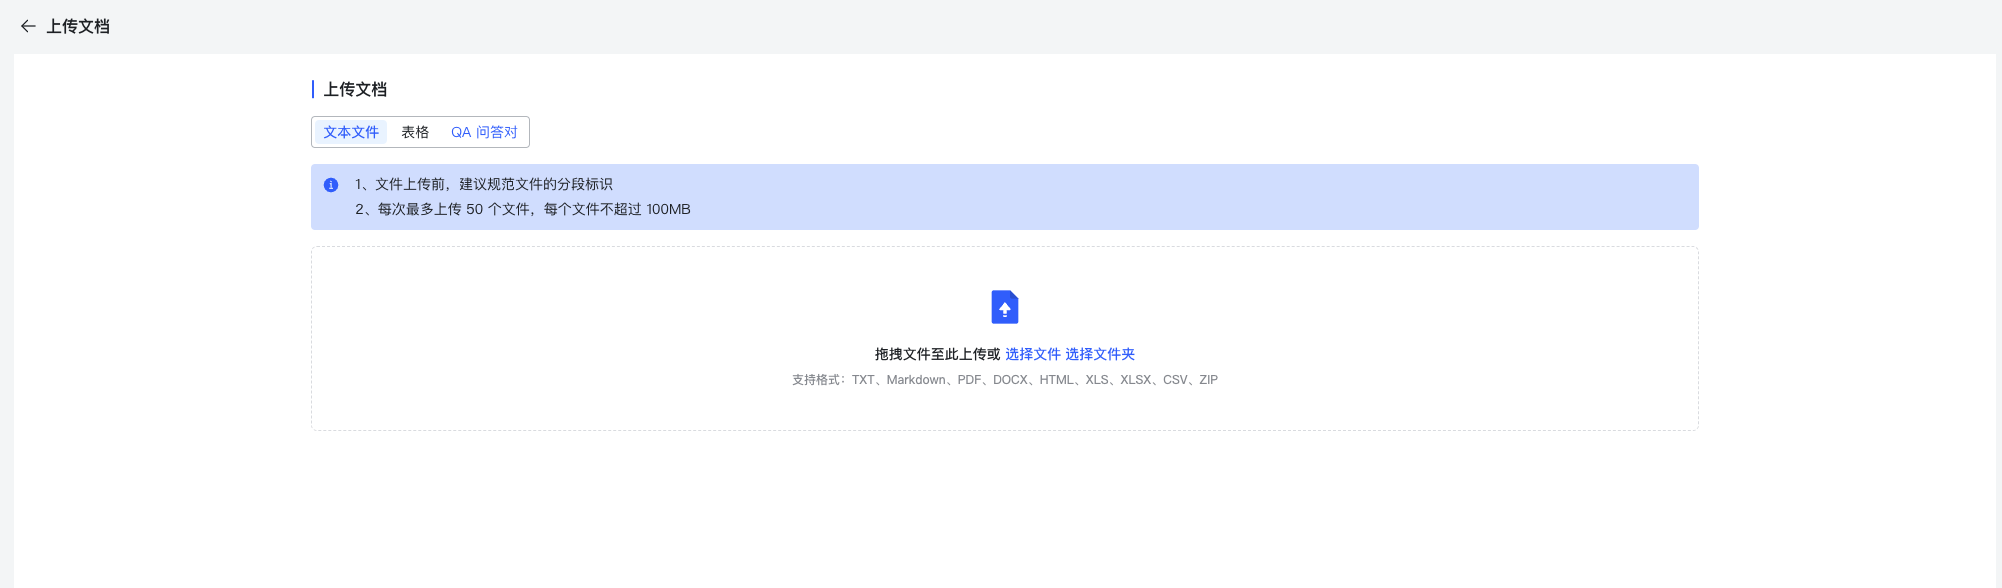 上传文档
上传文档
文本文件 表格 QA 问答对
1、文件上传前，建议规范文件的分段标识
2、每次最多上传 50 个文件，每个文件不超过 100MB
拖拽文件至此上传或 选择文件 选择文件夹
支持格式：TXT、Markdown、PDF、DOCX、HTML、XLS、XLSX、CSV、ZIP